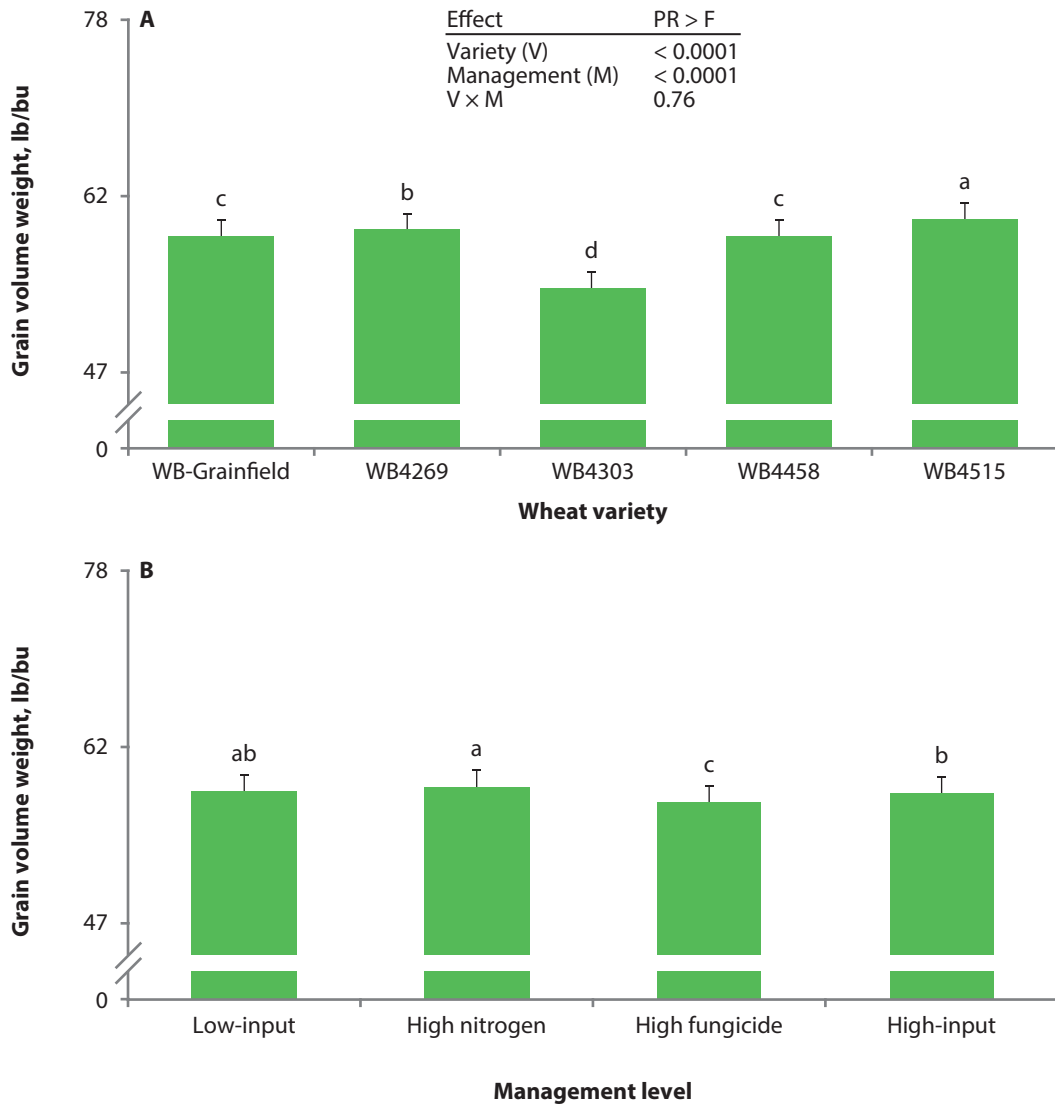 A
Effect PR > F
Variety (V) < 0.0001
Management (M) < 0.0001
V × M 0.76
Grain volume weight, lb/bu
78
62
47
0
c
b
d
c
a
WB-Grainfield WB4269 WB4303 WB4458 WB4515
Wheat variety
B
Grain volume weight, lb/bu
78
62
47
0
ab
a
c
b
Low-input High nitrogen High fungicide High-input
Management level